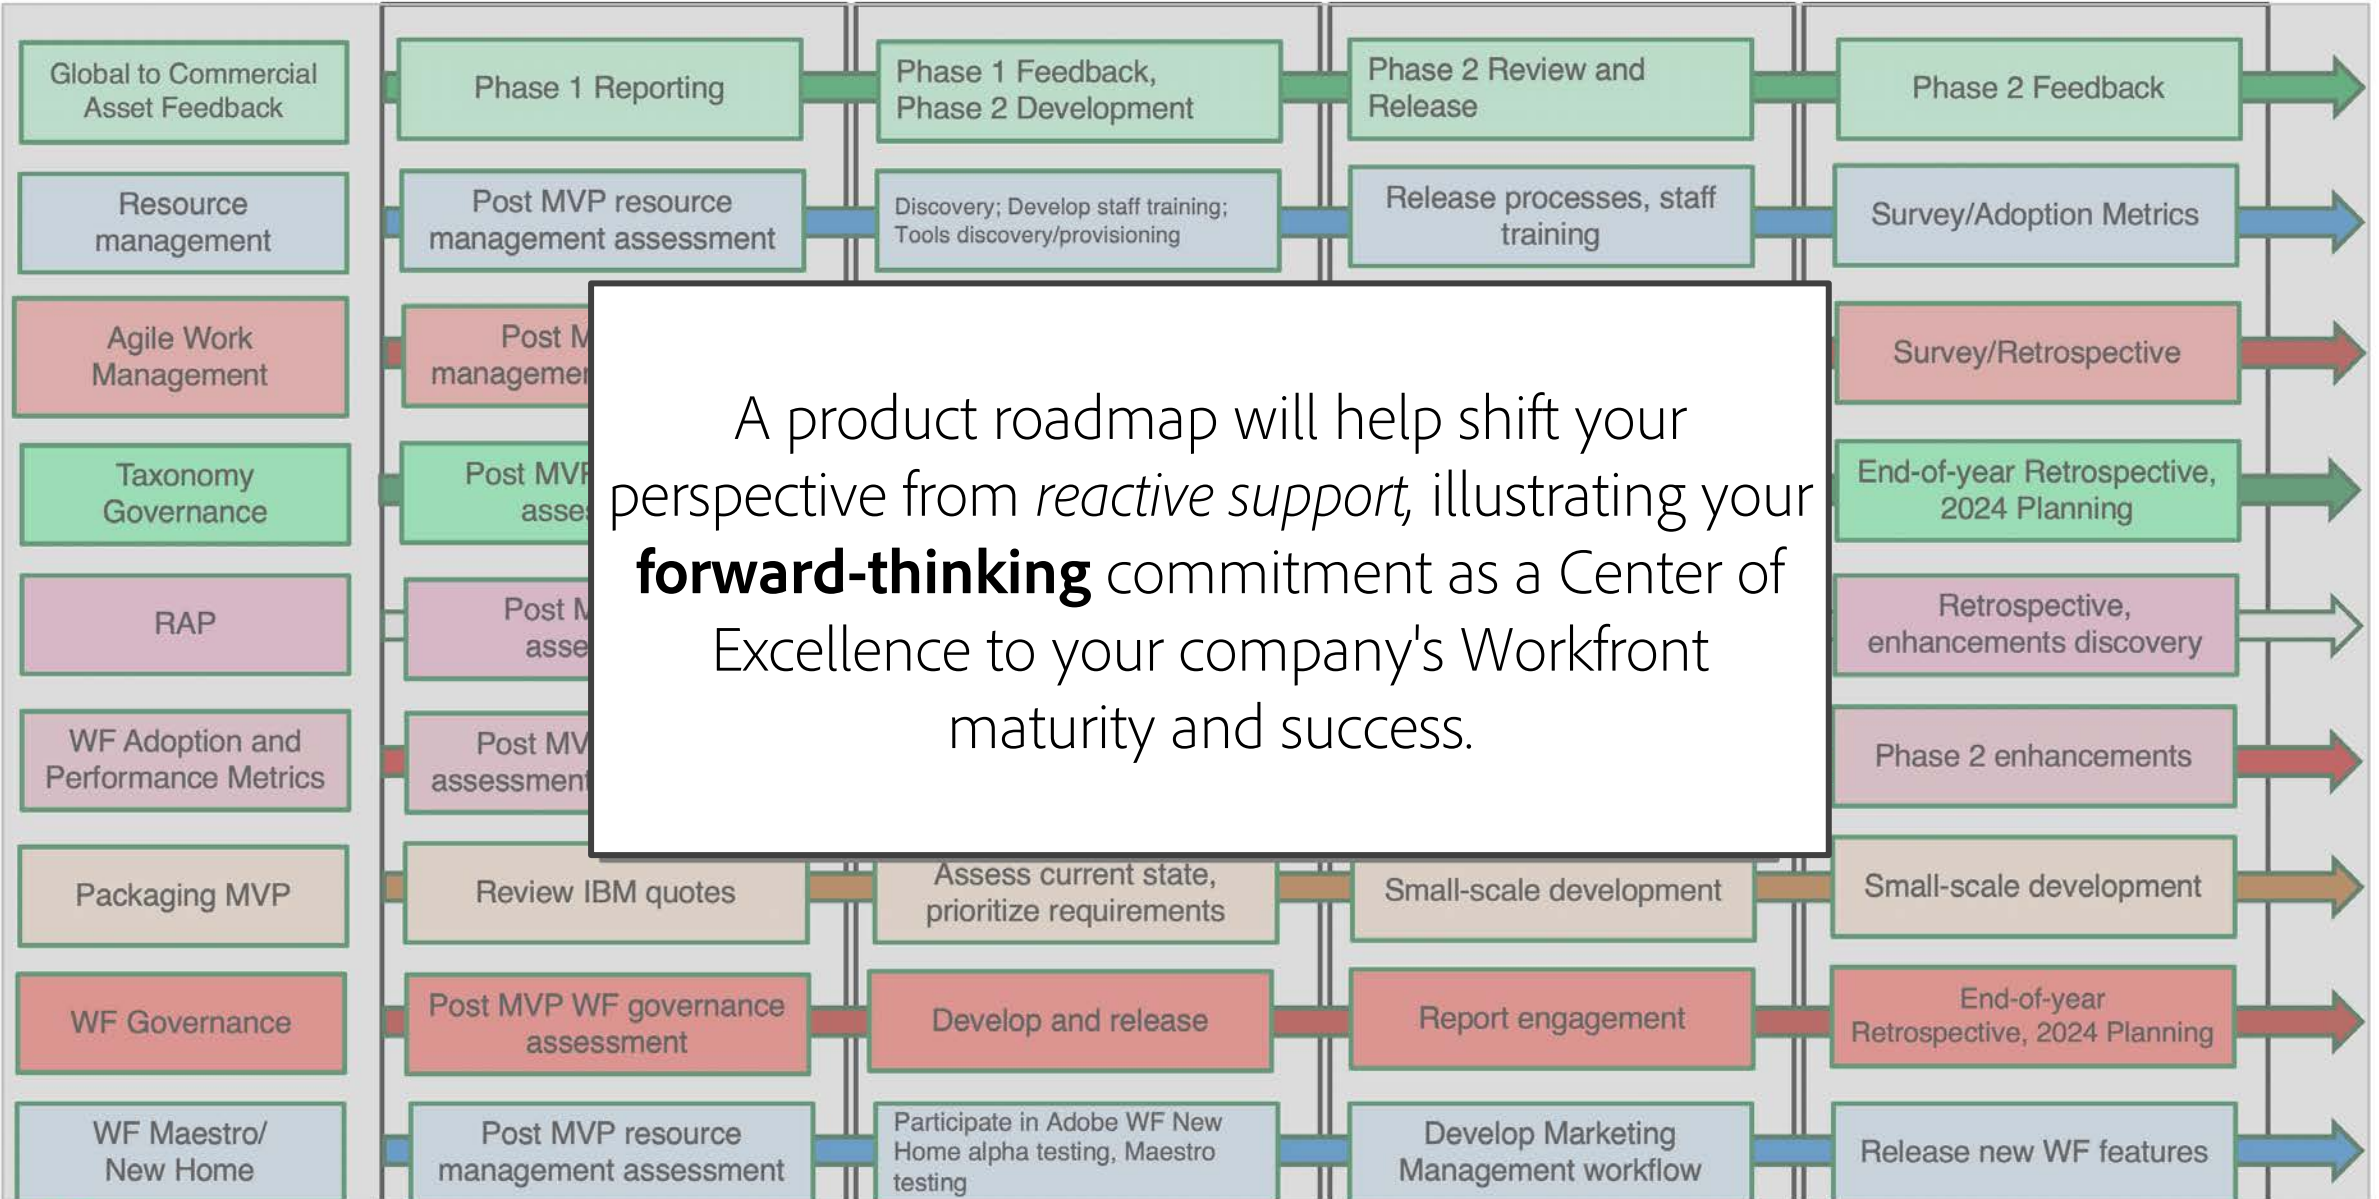 Global to Commercial
Asset Feedback
Phase 1 Reporting
Phase 1 Feedback,
Phase 2 Development
Phase 2 Review and
Release
Phase 2 Feedback
Resource
management
Post MVP resource
management assessment
Discovery; Develop staff training;
Tools discovery/provisioning
Release processes, staff
training
Survey/Adoption Metrics
Agile Work
Management
Post
Survey/Retrospective
Taxonomy
Governance
Post
End-of-year Retrospective,
2024 Planning
RAP
Post
Retrospective,
enhancements discovery
WF Adoption and
Performance Metrics
Post
assessment
Phase 2 enhancements
A product roadmap will help shift your
perspective from reactive support, illustrating your
forward-thinking commitment as a Center of
Excellence to your company's Workfront
maturity and success.
Packaging MVP
Review IBM quotes
Assess current state,
prioritize requirements
Small-scale development
Small-scale development
WF Governance
Post MVP WF governance
assessment
Develop and release
Report engagement
End-of-year
Retrospective, 2024 Planning
WF Maestro/
New Home
Post MVP resource
management assessment
Participate in Adobe WF New
Home alpha testing, Maestro
testing
Develop Marketing
Management workflow
Release new WF features